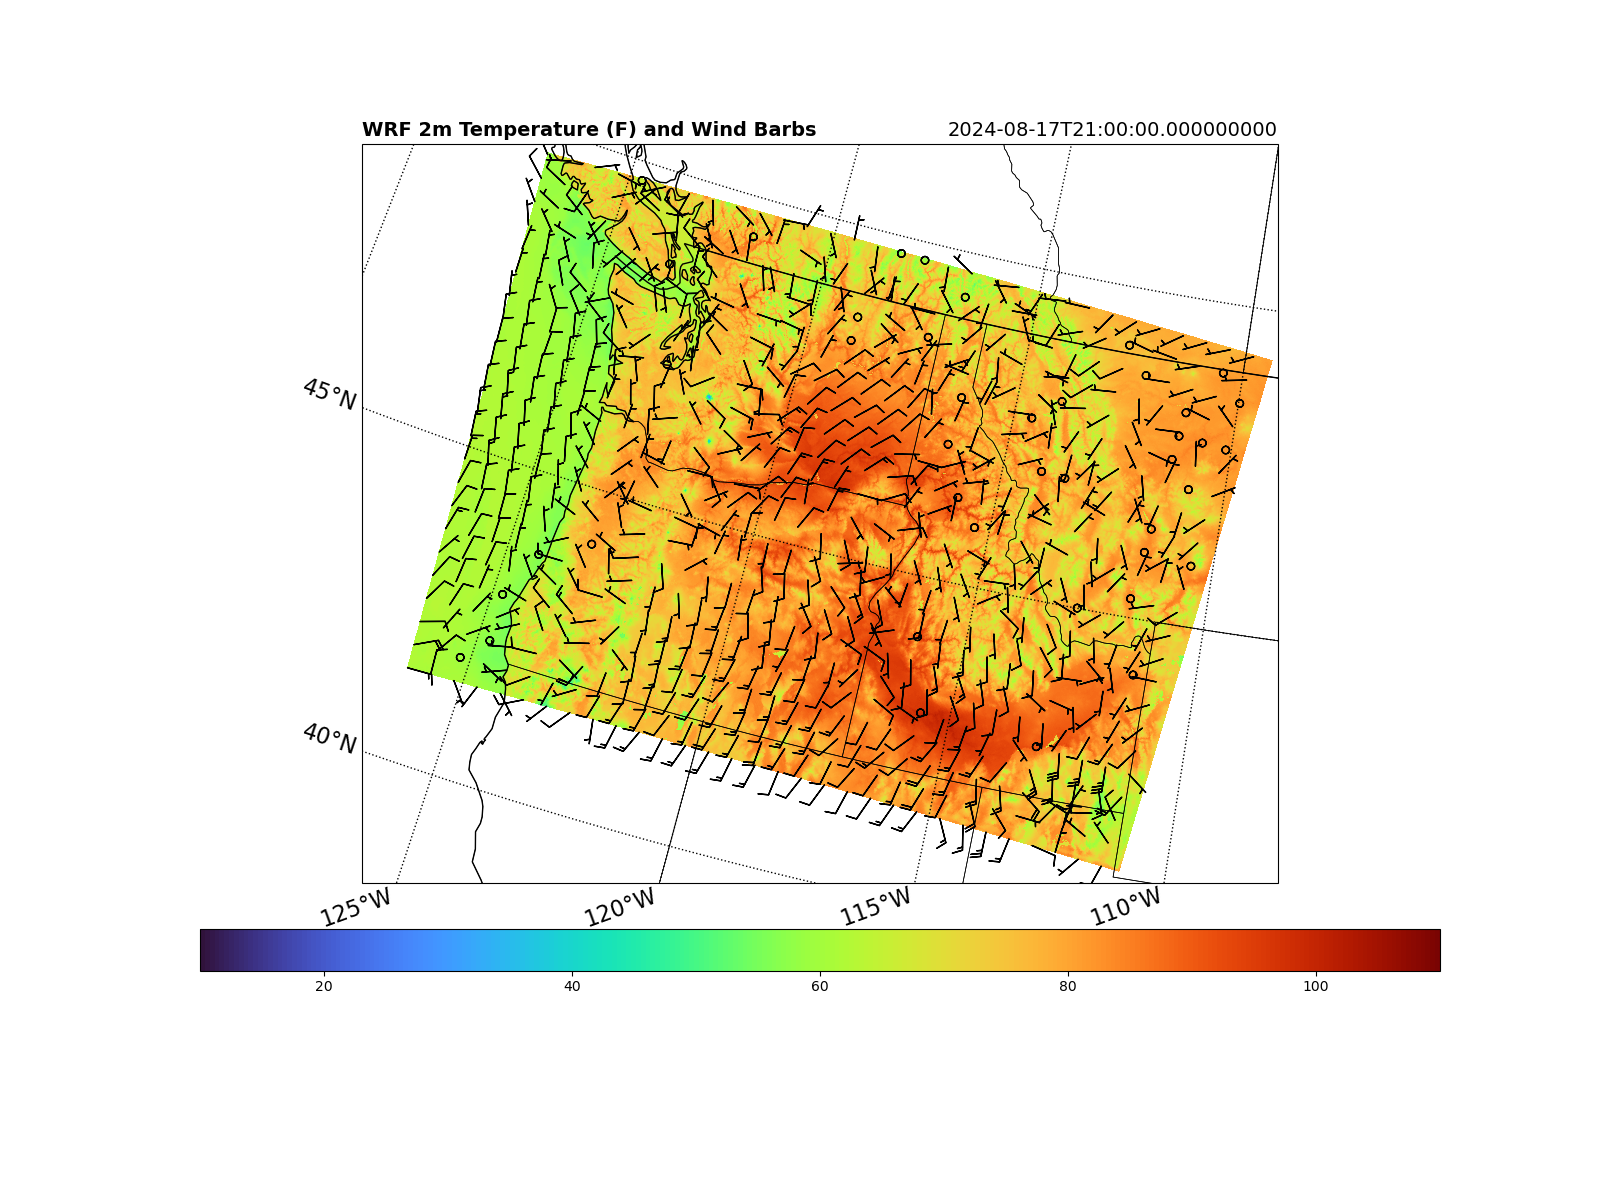 WRF 2m Temperature (F) and Wind Barbs 2024-08-17T21:00:00.000000000
45°N
40°N
125°W 120°W 115°W 110°W
20 40 60 80 100